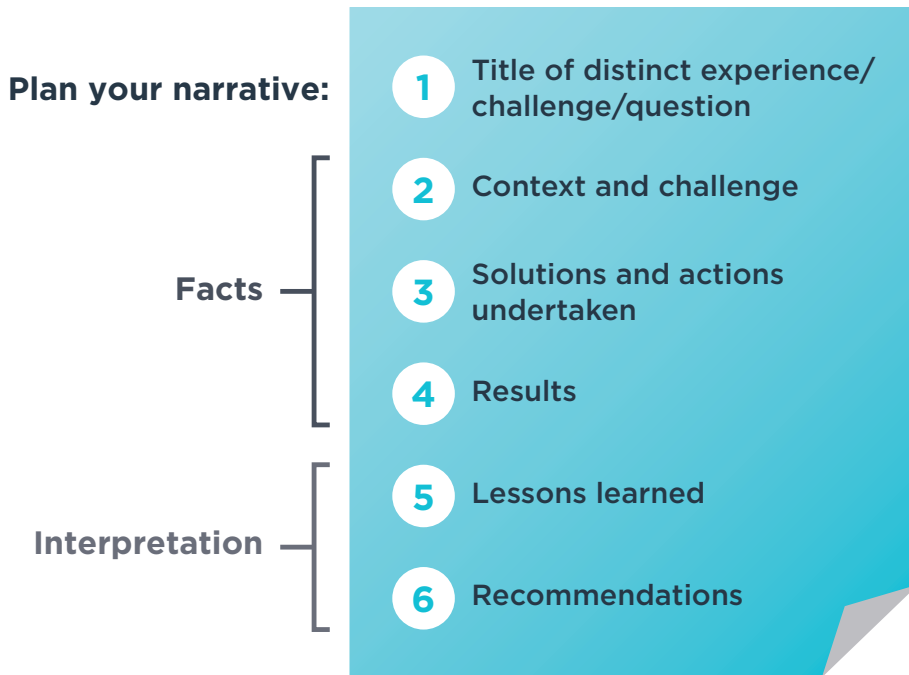 Plan your narrative:
1 Title of distinct experience/
challenge/question
2 Context and challenge
Facts
3 Solutions and actions
undertaken
4 Results
5 Lessons learned
Interpretation
6 Recommendations